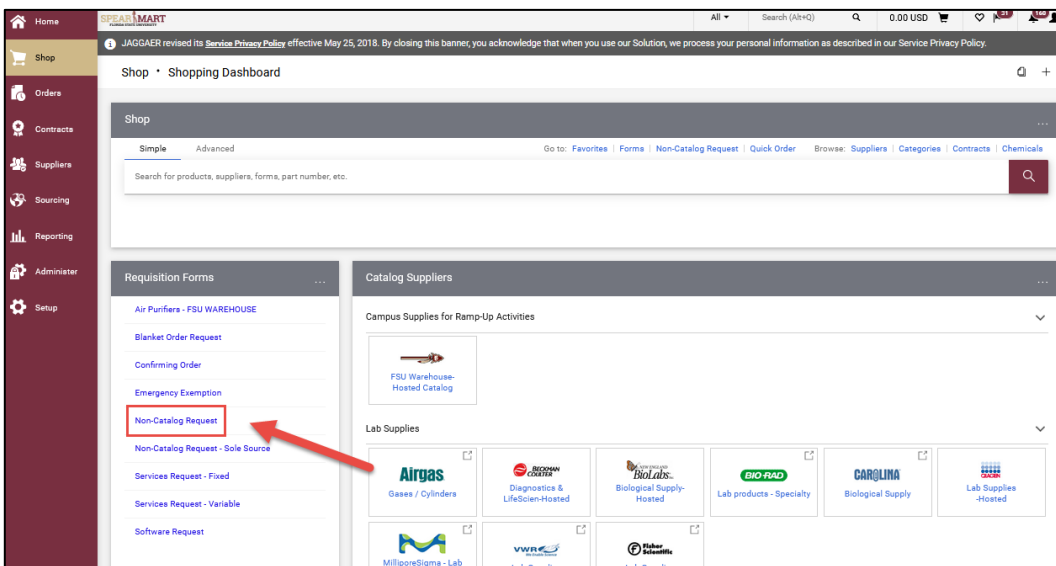 Home
SPEAR MART
FLORIDA STATE UNIVERSITY
All
Search (Alt+Q)
0.00 USD
31
160
JAGGAER revised its Service Privacy Policy effective May 25, 2018. By closing this banner, you acknowledge that when you use our Solution, we process your personal information as described in our Service Privacy Policy.
Shop
Shop • Shopping Dashboard
Orders
Contracts
Suppliers
Sourcing
Reporting
Administer
Setup
Shop
...
Simple
Advanced
Go to: Favorites | Forms | Non-Catalog Request | Quick Order Browse: Suppliers | Categories | Contracts | Chemicals
Search for products, suppliers, forms, part number, etc.
Requisition Forms
...
Air Purifiers - FSU WAREHOUSE
Blanket Order Request
Confirming Order
Emergency Exemption
Non-Catalog Request
Non-Catalog Request - Sole Source
Services Request - Fixed
Services Request - Variable
Software Request
Catalog Suppliers
...
Campus Supplies for Ramp-Up Activities
FSU Warehouse-
Hosted Catalog
Lab Supplies
Airgas
Gases / Cylinders
BECKMAN
COULTER
Diagnostics &
LifeScien-Hosted
NEW ENGLAND
BioLabs
Biological Supply-
Hosted
BIO-RAD
Lab products - Specialty
CAROLINA
Biological Supply
Lab Supplies
-Hosted
MilliporeSigma - Lab
VWR
Fisher
Scientific